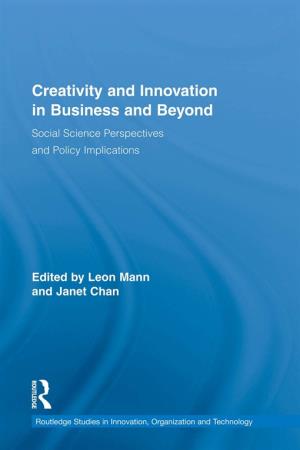 Creativity and Innovation
in Business and Beyond
Social Science Perspectives
and Policy Implications
Edited by Leon Mann
and Janet Chan
ROUTLEDGE
Routledge Studies in Innovation, Organization and Technology